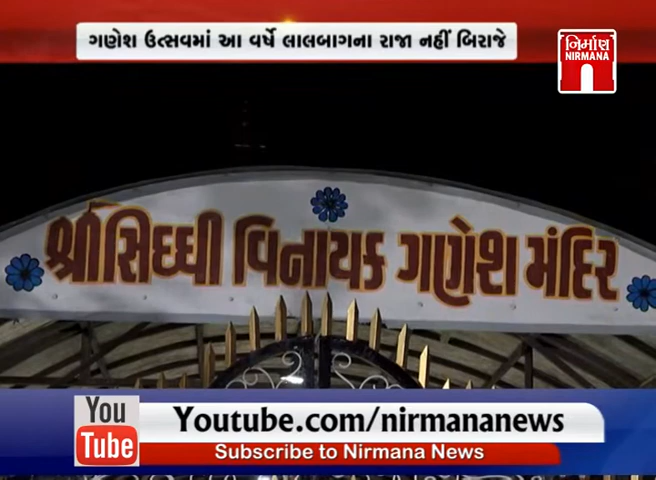 ગણેશ ઉત્સવમાં આ વર્ષે લાલબાગના રાજા નહીં બિરાજે
નિર્માણ
NIRMANA
શ્રી સિધ્ધી વિનાયક ગણેશ મંદિર
You
Tube
Youtube.com/nirmananews
Subscribe to Nirmana News